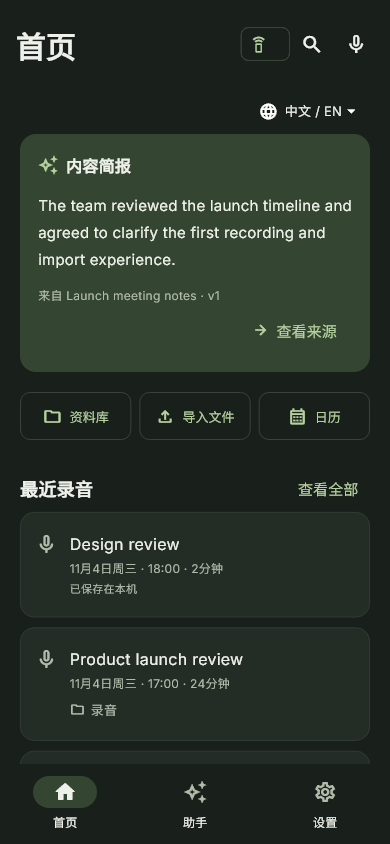 首页
中文 / EN
内容简报
The team reviewed the launch timeline and
agreed to clarify the first recording and
import experience.
来自 Launch meeting notes · v1
查看来源
资料库
导入文件
日历
最近录音
查看全部
Design review
11月4日周三 · 18:00 · 2分钟
已保存在本机
Product launch review
11月4日周三 · 17:00 · 24分钟
录音
首页
助手
设置